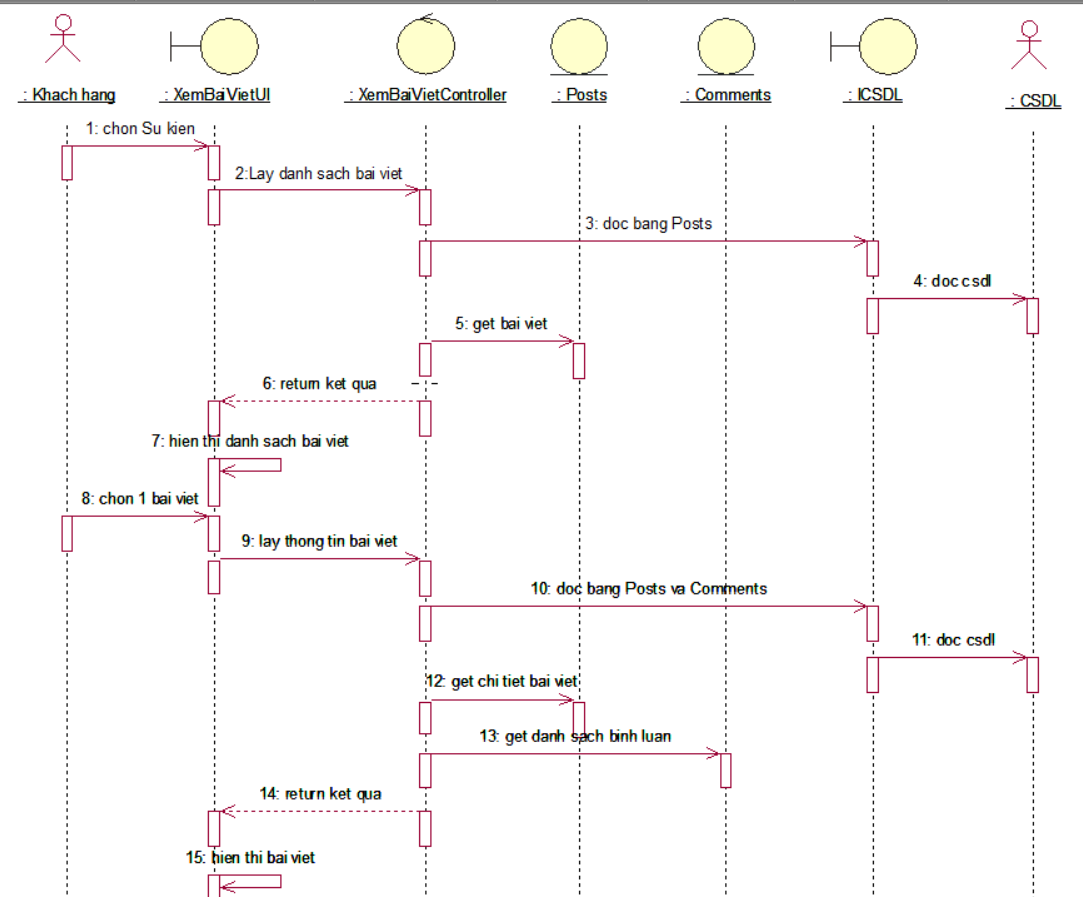 : Khach hang
: XemBaiVietUI
: XemBaiVietController
: Posts
: Comments
: ICSDL
: CSDL
1: chon Su kien
2:Lay danh sach bai viet
3: doc bang Posts
4: doc csdl
5: get bai viet
6: return ket qua
7: hien thi danh sach bai viet
8: chon 1 bai viet
9: lay thong tin bai viet
10: doc bang Posts va Comments
11: doc csdl
12: get chi tiet bai viet
13: get danh sach binh luan
14: return ket qua
15: hien thi bai viet